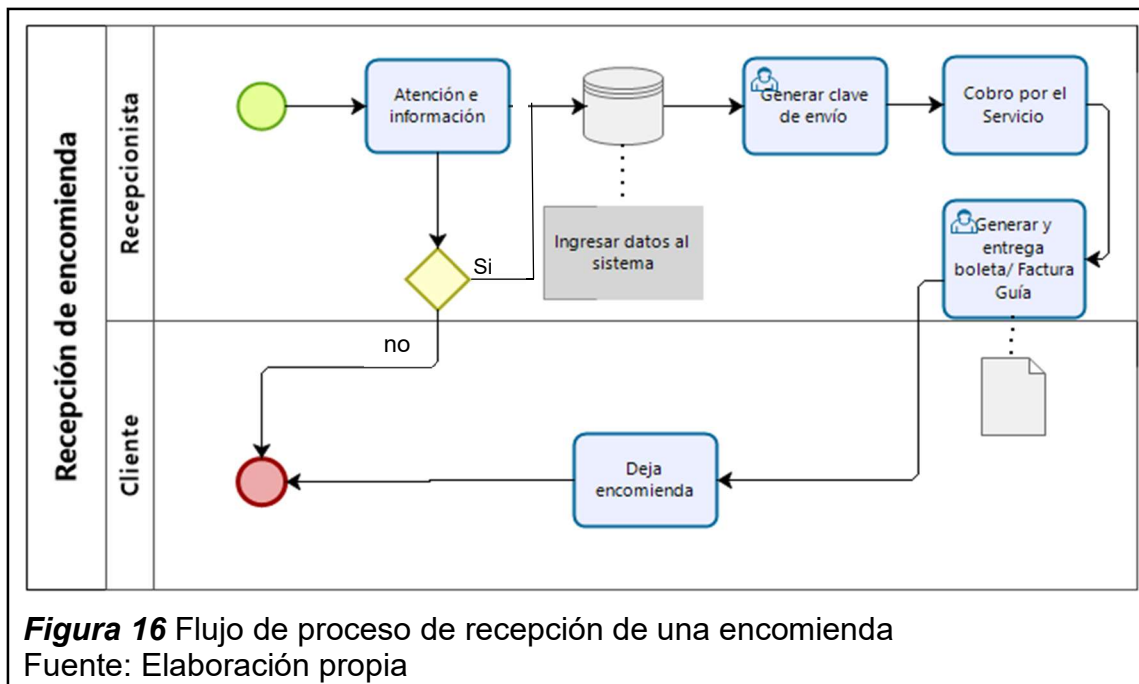 Recepción de encomienda
Recepcionista
Atención e
información
Generar clave
de envío
Cobro por el
Servicio
Ingresar datos al
sistema
Si
Generar y
entrega
boleta/ Factura
Guía
Cliente
no
Deja
encomienda
Figura 16 Flujo de proceso de recepción de una encomienda
Fuente: Elaboración propia